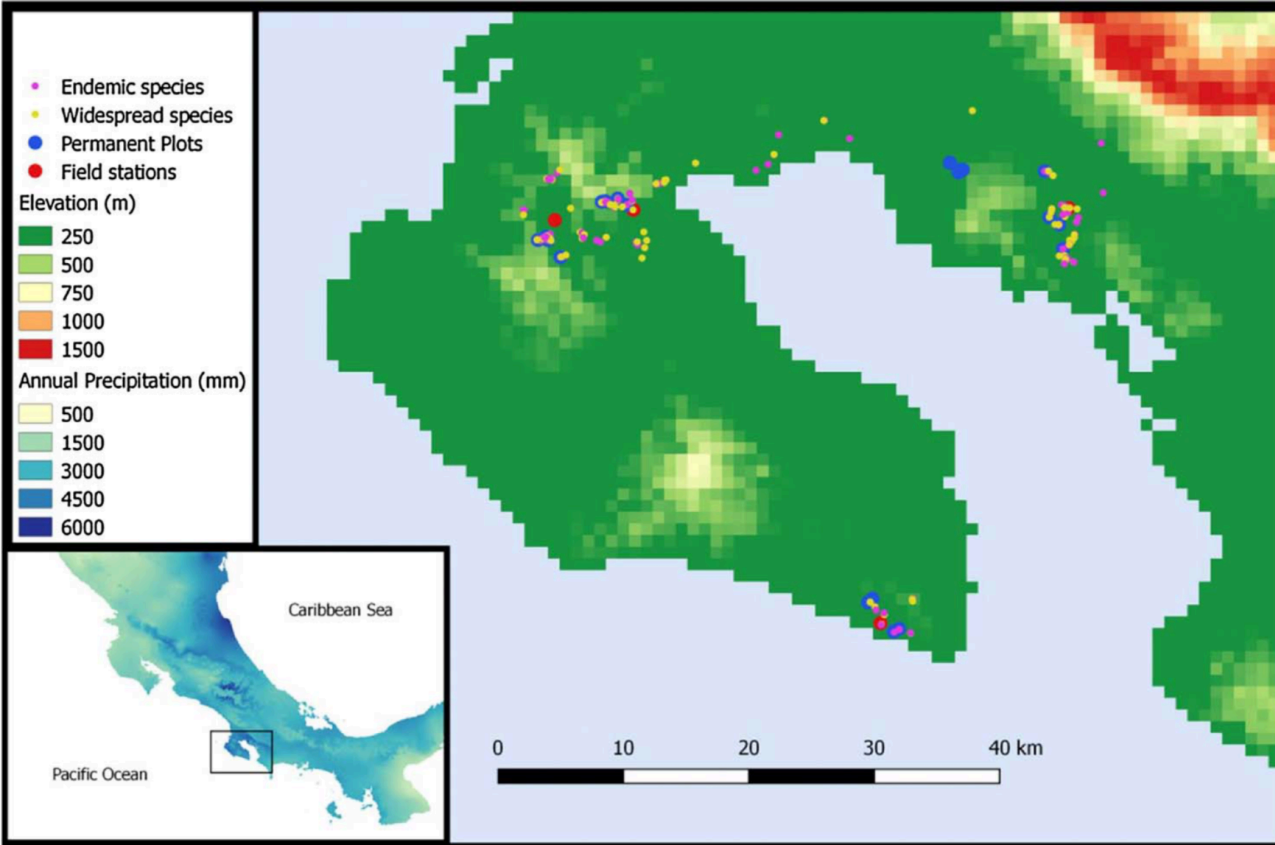 Endemic species
Widespread species
Permanent Plots
Field stations
Elevation (m)
250
500
750
1000
1500
Annual Precipitation (mm)
500
1500
3000
4500
6000
Caribbean Sea
Pacific Ocean
0 10 20 30 40 km